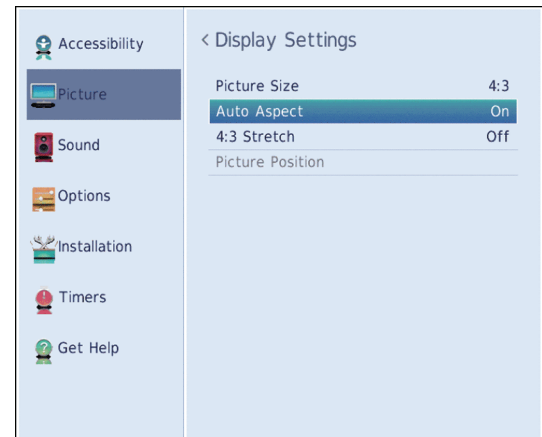 Accessibility
Picture
Sound
Options
Installation
Timers
Get Help
< Display Settings
Picture Size 4:3
Auto Aspect On
4:3 Stretch Off
Picture Position